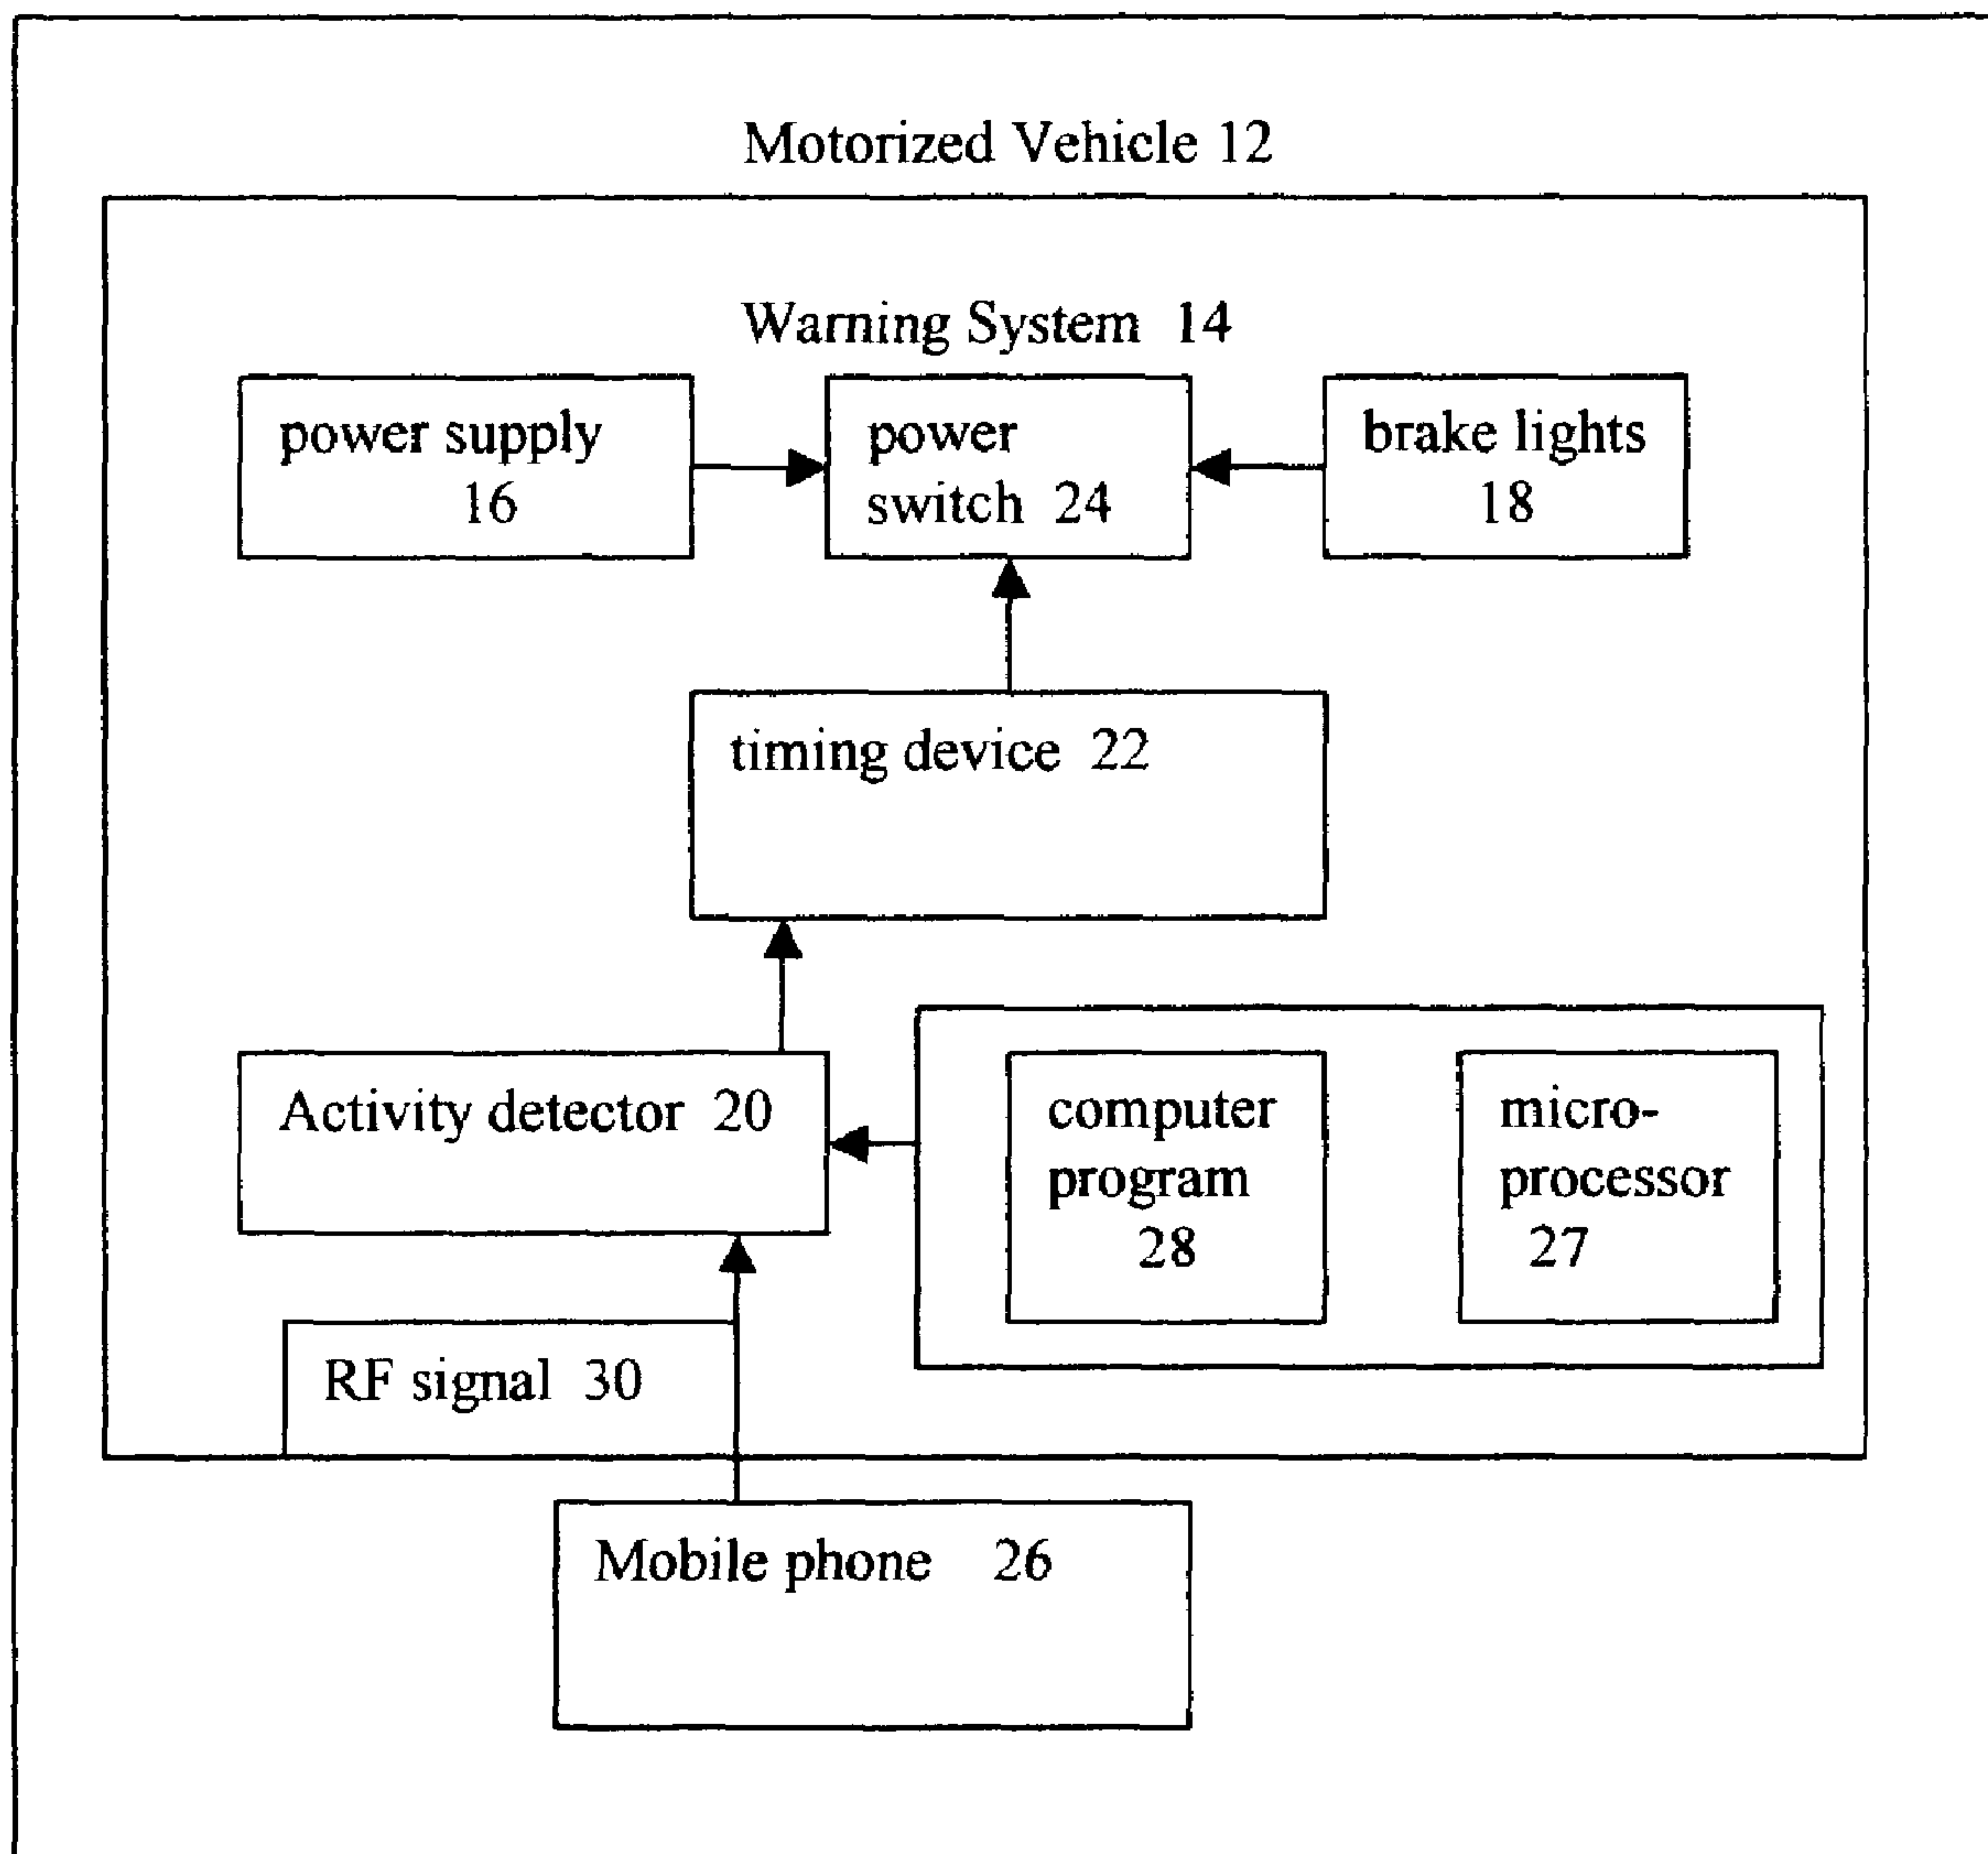 Motorized Vehicle 12
Warning System 14
power supply
16
power
switch 24
brake lights
18
timing device 22
Activity detector 20
computer
program
28
micro-
processor
27
RF signal 30
Mobile phone 26